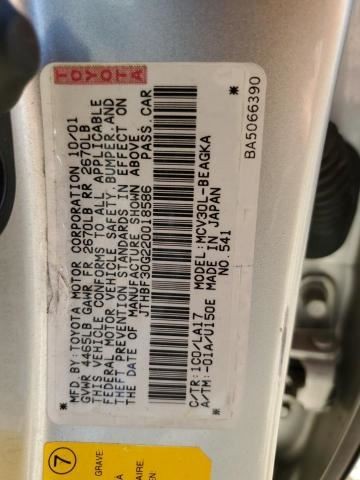 TOYOTA
MFD.BY:TOYOTA MOTOR CORPORATION 10/01
GVWR 4465LB GAWR FR 2670LB RR 2670LB
THIS VEHICLE CONFORMS TO ALL APPLICABLE
FEDERAL MOTOR VEHICLE SAFETY, BUMPER, AND
THEFT PREVENTION STANDARDS IN EFFECT ON
THE DATE OF MANUFACTURE SHOWN ABOVE.
JTHBF30G220018586 PASS.CAR
C/TR:1C0/LA17 MODEL:MCV30L-BEAGKA
A/TM:-01A/U150E MADE IN JAPAN
NO.541
* BA5066390 *
7
GRAVE:
AIRE.